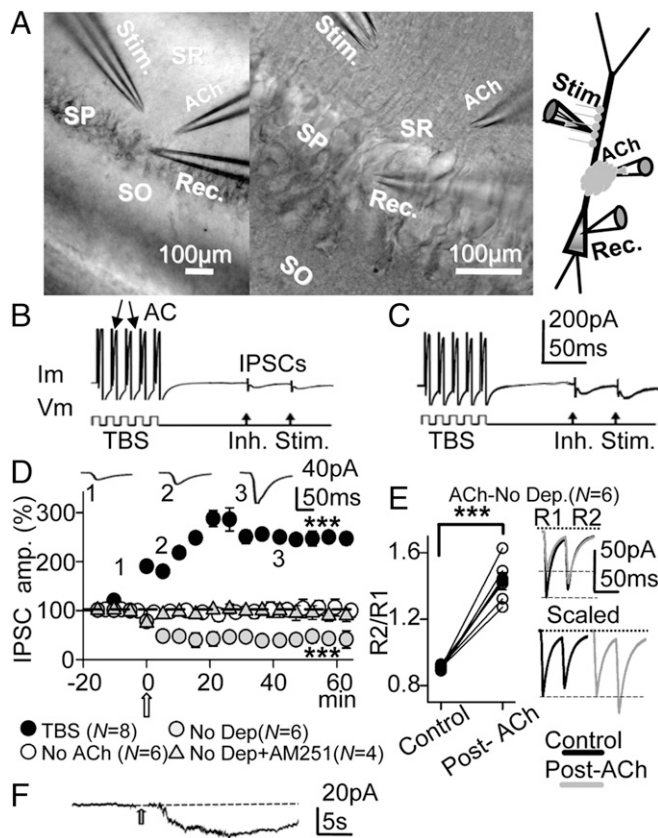 A
Stim.
SR
ACh
SP
SO
Rec.
100µm
Stim.
ACh
SP
SR
Rec.
SO
100µm
Stim
ACh
Rec.
B
AC
IPSCs
Im
Vm
TBS
Inh. Stim.
C
200pA
50ms
TBS
Inh. Stim.
D
1
2
3
40pA
50ms
IPSC amp. (%)
300
200
100
0
1
2
3
***
***
-20 0 20 40 60
min
TBS (N=8)
No Dep (N=6)
No ACh (N=6)
No Dep+AM251(N=4)
E
ACh-No Dep.(N=6)
***
R2/R1
1.6
1.2
0.8
Control
Post- ACh
R1 R2
50pA
50ms
Scaled
Control
Post-ACh
F
20pA
5s